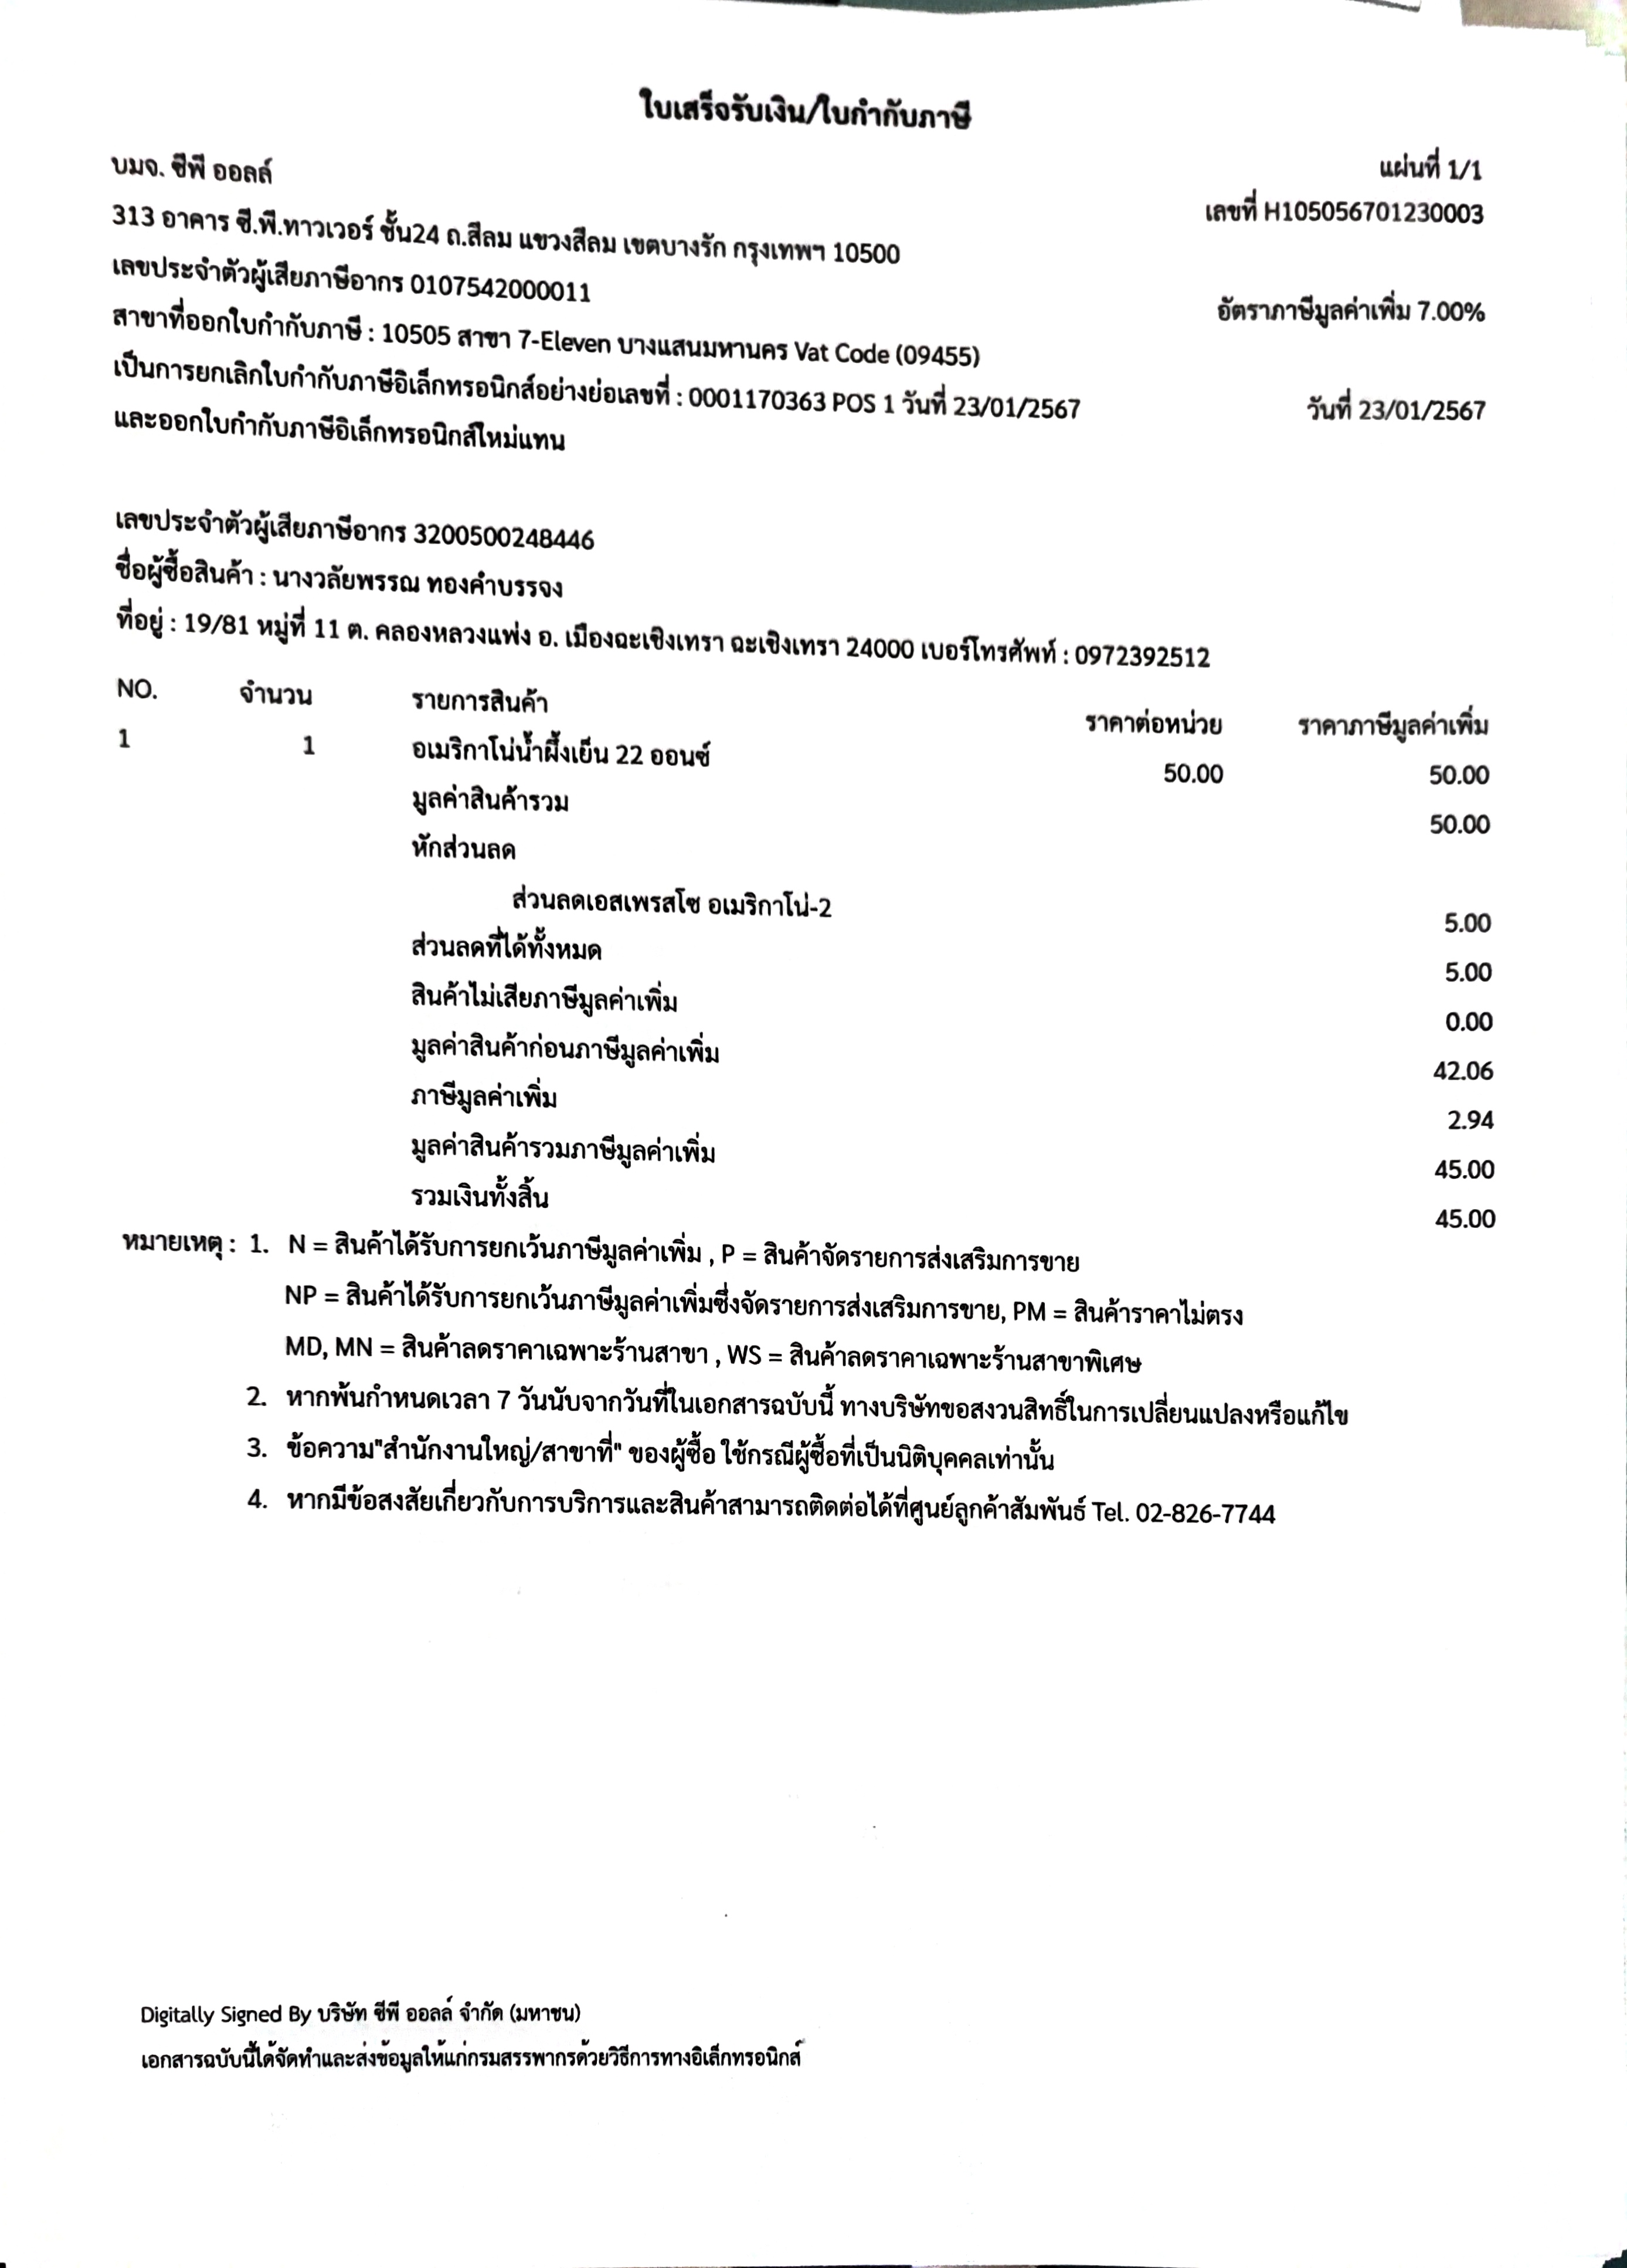 ใบเสร็จรับเงิน/ใบกำกับภาษี
บมจ. ซีพี ออลล์
แผ่นที่ 1/1
เลขที่ H105056701230003
313 อาคาร ซี.พี.ทาวเวอร์ ชั้น24 ถ.สีลม แขวงสีลม เขตบางรัก กรุงเทพฯ 10500
เลขประจำตัวผู้เสียภาษีอากร 0107542000011
อัตราภาษีมูลค่าเพิ่ม 7.00%
สาขาที่ออกใบกำกับภาษี : 10505 สาขา 7-Eleven บางแสนมหานคร Vat Code (09455)
เป็นการยกเลิกใบกำกับภาษีอิเล็กทรอนิกส์อย่างย่อเลขที่ : 0001170363 POS 1 วันที่ 23/01/2567
วันที่ 23/01/2567
และออกใบกำกับภาษีอิเล็กทรอนิกส์ใหม่แทน
เลขประจำตัวผู้เสียภาษีอากร 3200500248446
ชื่อผู้ซื้อสินค้า : นางวลัยพรรณ ทองคำบรรจง
ที่อยู่ : 19/81 หมู่ที่ 11 ต. คลองหลวงแพ่ง อ. เมืองฉะเชิงเทรา ฉะเชิงเทรา 24000 เบอร์โทรศัพท์ : 0972392512
NO. จำนวน รายการสินค้า ราคาต่อหน่วย ราคาภาษีมูลค่าเพิ่ม
1 1 อเมริกาโน่น้ำผึ้งเย็น 22 ออนซ์ 50.00 50.00
มูลค่าสินค้ารวม 50.00
หักส่วนลด
ส่วนลดเอสเพรสโซ อเมริกาโน่-2 5.00
ส่วนลดที่ได้ทั้งหมด 5.00
สินค้าไม่เสียภาษีมูลค่าเพิ่ม 0.00
มูลค่าสินค้าก่อนภาษีมูลค่าเพิ่ม 42.06
ภาษีมูลค่าเพิ่ม 2.94
มูลค่าสินค้ารวมภาษีมูลค่าเพิ่ม 45.00
รวมเงินทั้งสิ้น 45.00
หมายเหตุ : 1. N = สินค้าได้รับการยกเว้นภาษีมูลค่าเพิ่ม , P = สินค้าจัดรายการส่งเสริมการขาย
NP = สินค้าได้รับการยกเว้นภาษีมูลค่าเพิ่มซึ่งจัดรายการส่งเสริมการขาย, PM = สินค้าราคาไม่ตรง
MD, MN = สินค้าลดราคาเฉพาะร้านสาขา , WS = สินค้าลดราคาเฉพาะร้านสาขาพิเศษ
2. หากพ้นกำหนดเวลา 7 วันนับจากวันที่ในเอกสารฉบับนี้ ทางบริษัทขอสงวนสิทธิ์ในการเปลี่ยนแปลงหรือแก้ไข
3. ข้อความ"สำนักงานใหญ่/สาขาที่" ของผู้ซื้อ ใช้กรณีผู้ซื้อที่เป็นนิติบุคคลเท่านั้น
4. หากมีข้อสงสัยเกี่ยวกับการบริการและสินค้าสามารถติดต่อได้ที่ศูนย์ลูกค้าสัมพันธ์ Tel. 02-826-7744
Digitally Signed By บริษัท ซีพี ออลล์ จำกัด (มหาชน)
เอกสารฉบับนี้ได้จัดทำและส่งข้อมูลให้แก่กรมสรรพากรด้วยวิธีการทางอิเล็กทรอนิกส์